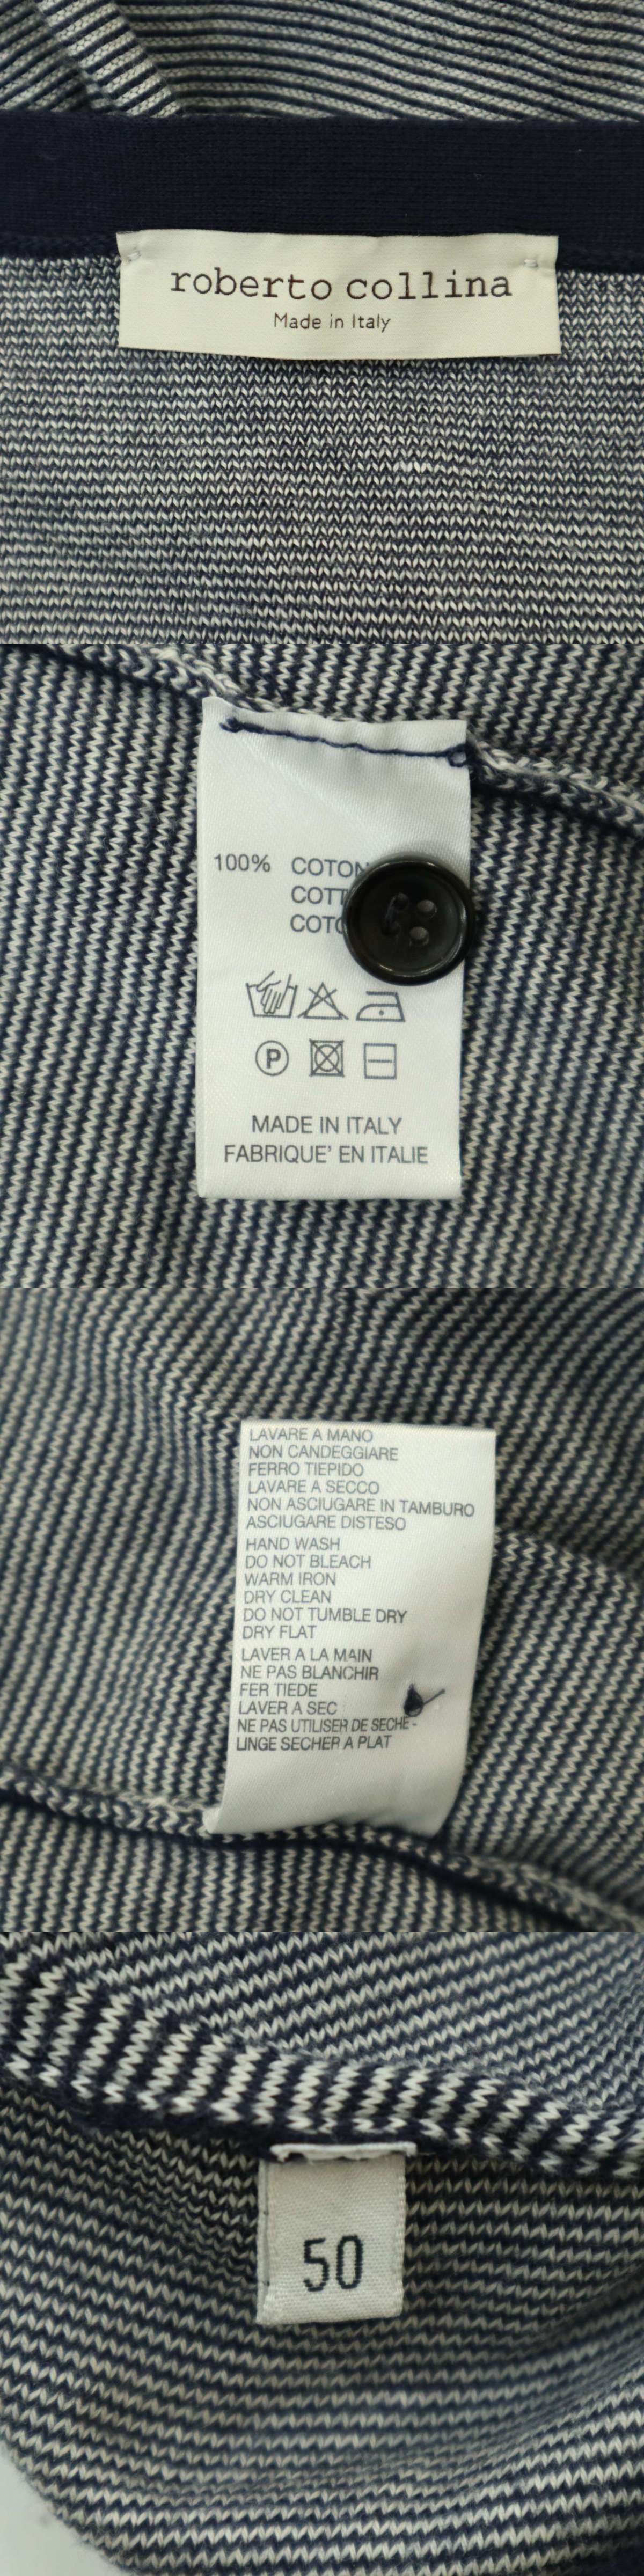 roberto collina
Made in Italy
100%
P
MADE IN ITALY
FABRIQUE' EN ITALIE
LAVARE A MANO
NON CANDEGGIARE
FERRO TIEPIDO
LAVARE A SECCO
NON ASCIUGARE IN TAMBURO
ASCIUGARE DISTESO
HAND WASH
DO NOT BLEACH
WARM IRON
DRY CLEAN
DO NOT TUMBLE DRY
DRY FLAT
LAVER A LA MAIN
NE PAS BLANCHIR
FER TIEDE
LAVER A SEC
NE PAS UTILISER DE SECHE-
LINGE SECHER A PLAT
50